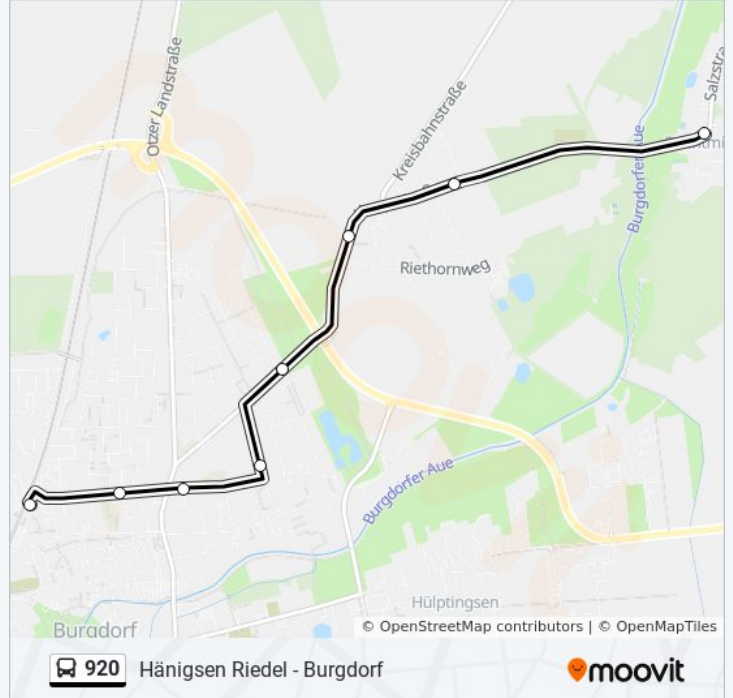 Otzer Landstraße
Kreisbahnstraße
Salzstra
Burgdorfer Aue
Riethornweg
Burgdorfer Aue
Hülptingsen
Burgdorf
© OpenStreetMap contributors | © OpenMapTiles
920 Hänigsen Riedel - Burgdorf
moovit